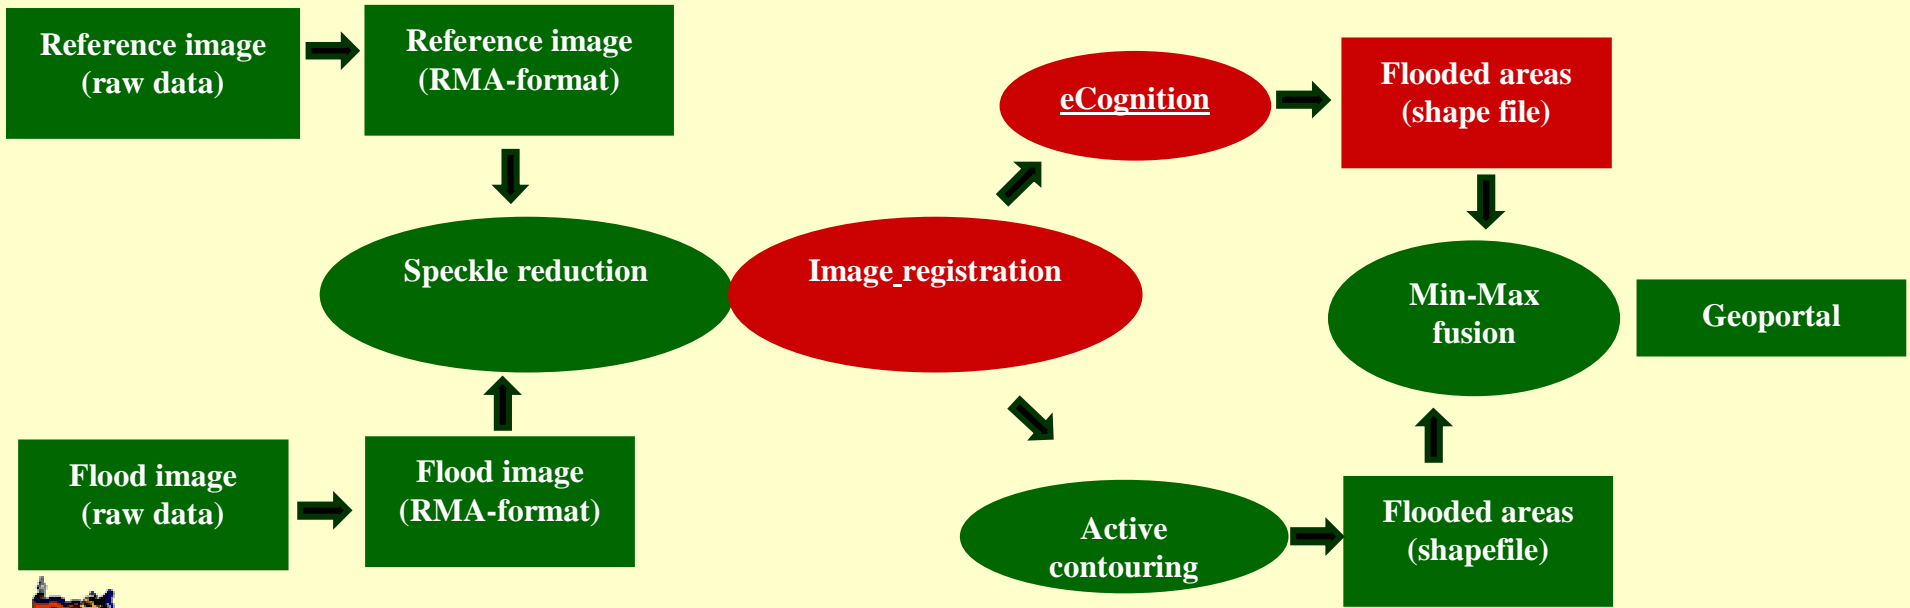 Reference image
(raw data)
Reference image
(RMA-format)
eCognition
Flooded areas
(shape file)
Speckle reduction
Image registration
Min-Max
fusion
Geoportal
Flood image
(raw data)
Flood image
(RMA-format)
Active
contouring
Flooded areas
(shapefile)